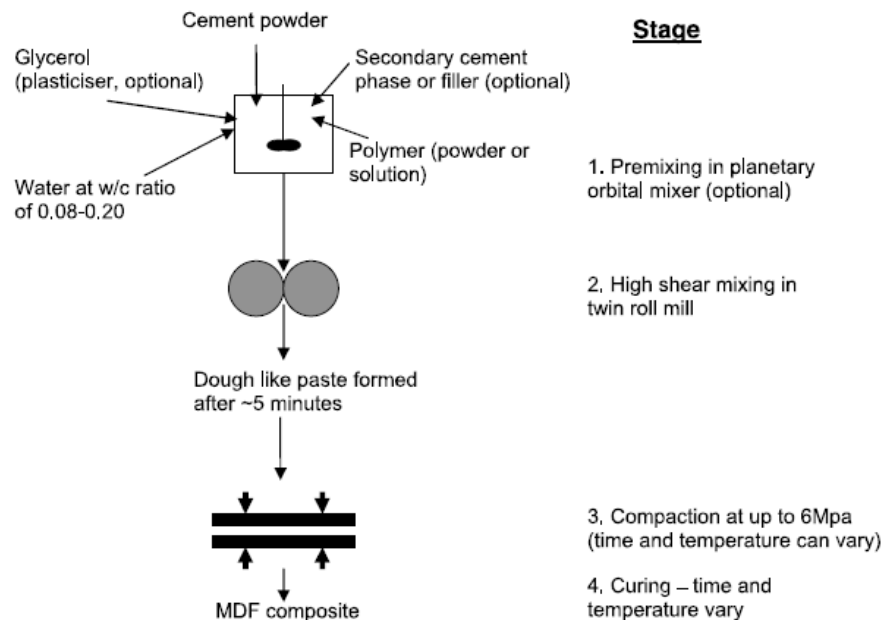 Cement powder
Stage
Glycerol
(plasticiser, optional)
Secondary cement
phase or filler (optional)
Polymer (powder or
solution)
Water at w/c ratio
of 0.08-0.20
1. Premixing in planetary
orbital mixer (optional)
2. High shear mixing in
twin roll mill
Dough like paste formed
after ~5 minutes
3. Compaction at up to 6Mpa
(time and temperature can vary)
4. Curing – time and
temperature vary
MDF composite